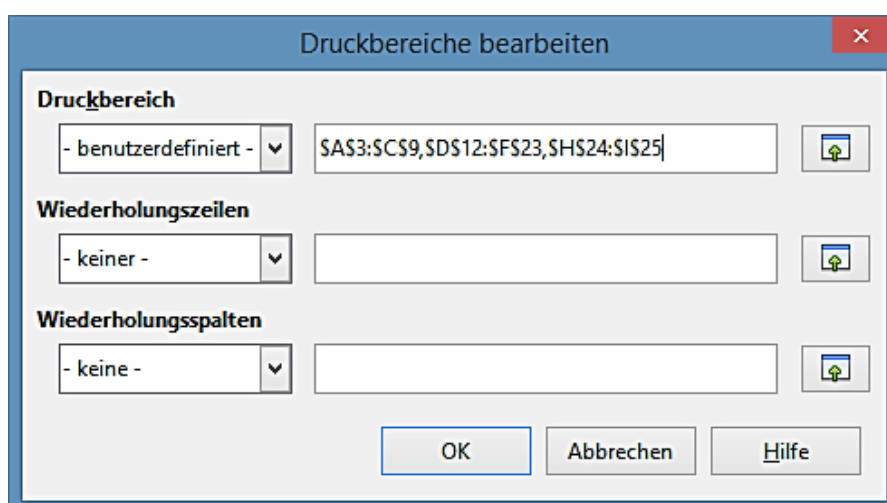 Druckbereiche bearbeiten
Druckbereich
- benutzerdefiniert - $A$3:$C$9,$D$12:$F$23,$H$24:$I$25
Wiederholungszeilen
- keiner -
Wiederholungsspalten
- keine -
OK Abbrechen Hilfe